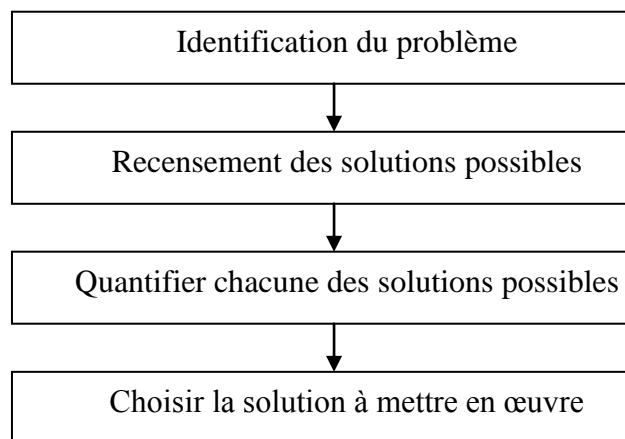 Identification du problème
Recensement des solutions possibles
Quantifier chacune des solutions possibles
Choisir la solution à mettre en œuvre